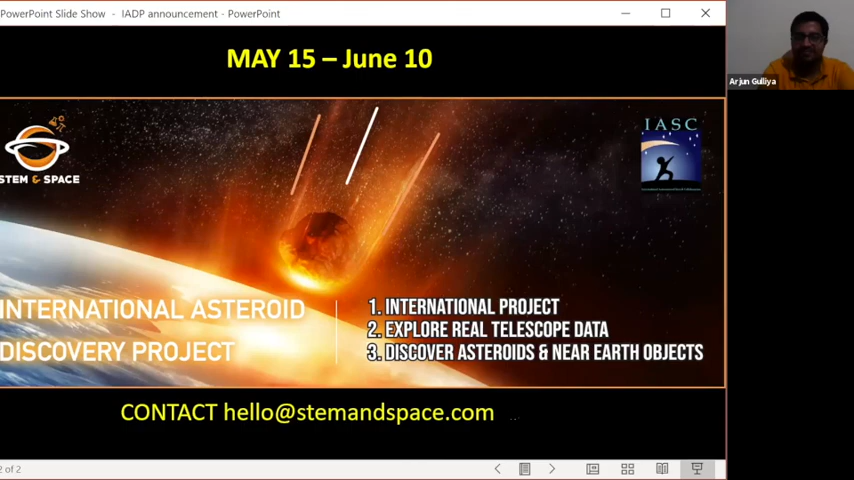 PowerPoint Slide Show - IADP announcement - PowerPoint
MAY 15 – June 10
Arjun Gulliya
STEM & SPACE
IASC
INTERNATIONAL ASTEROID
DISCOVERY PROJECT
1. INTERNATIONAL PROJECT
2. EXPLORE REAL TELESCOPE DATA
3. DISCOVER ASTEROIDS & NEAR EARTH OBJECTS
CONTACT hello@stemandspace.com
2 of 2